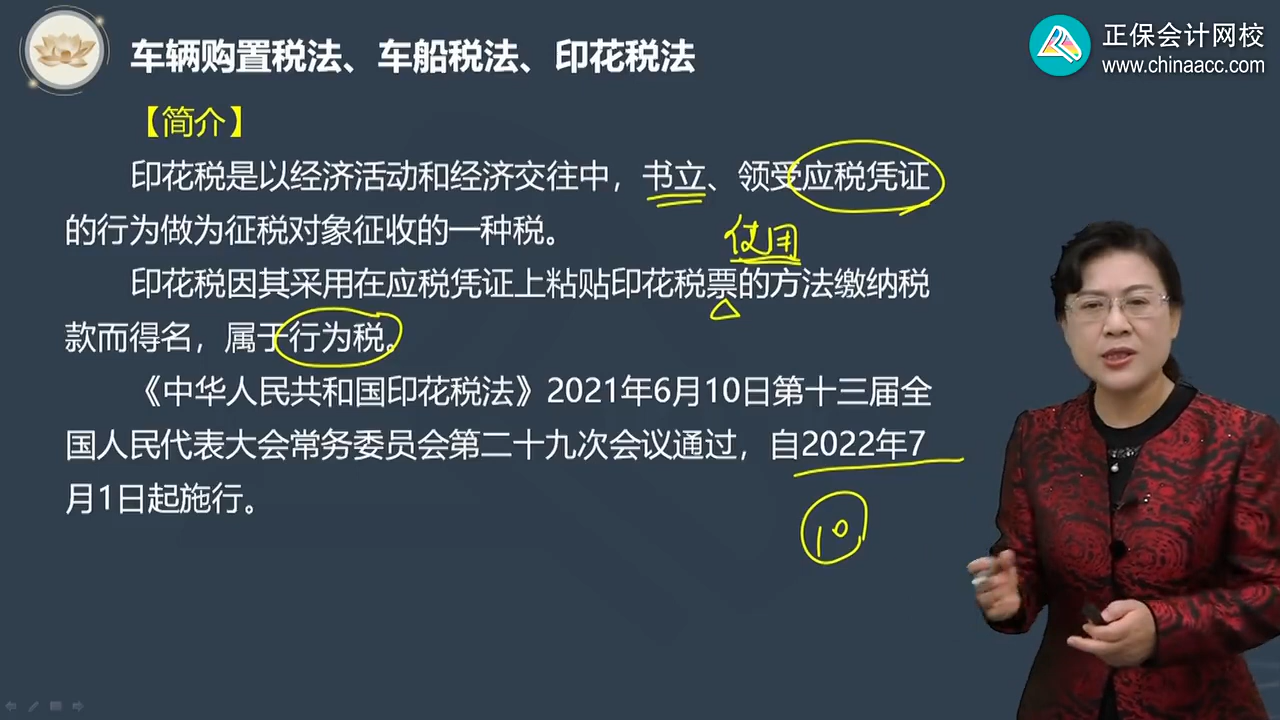 车辆购置税法、车船税法、印花税法
正保会计网校
www.chinaacc.com
【简介】
印花税是以经济活动和经济交往中，书立、领受应税凭证
的行为做为征税对象征收的一种税。
使用
印花税因其采用在应税凭证上粘贴印花税票的方法缴纳税
款而得名，属于行为税。
《中华人民共和国印花税法》2021年6月10日第十三届全
国人民代表大会常务委员会第二十九次会议通过，自2022年7
月1日起施行。
10